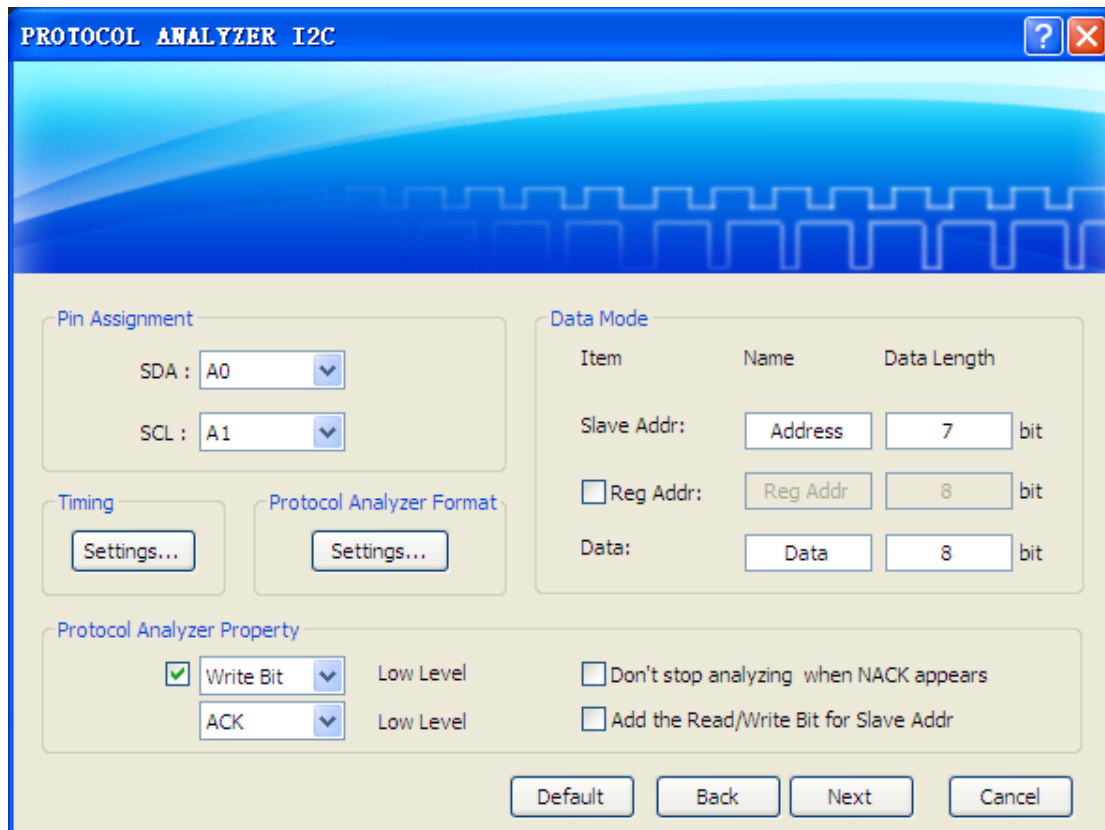 PROTOCOL ANALYZER I2C
Pin Assignment
SDA : A0
SCL : A1
Timing
Settings...
Protocol Analyzer Format
Settings...
Data Mode
Item Name Data Length
Slave Addr: Address 7 bit
Reg Addr: Reg Addr 8 bit
Data: Data 8 bit
Protocol Analyzer Property
Write Bit Low Level
ACK Low Level
Don't stop analyzing when NACK appears
Add the Read/Write Bit for Slave Addr
Default Back Next Cancel